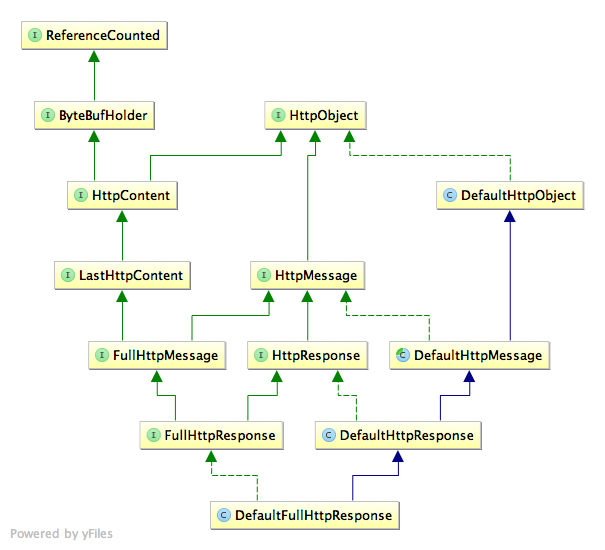 I ReferenceCounted
I ByteBufHolder
I HttpObject
I HttpContent
C DefaultHttpObject
I LastHttpContent
I HttpMessage
I FullHttpMessage
I HttpResponse
C DefaultHttpMessage
I FullHttpResponse
C DefaultHttpResponse
C DefaultFullHttpResponse
Powered by yFiles